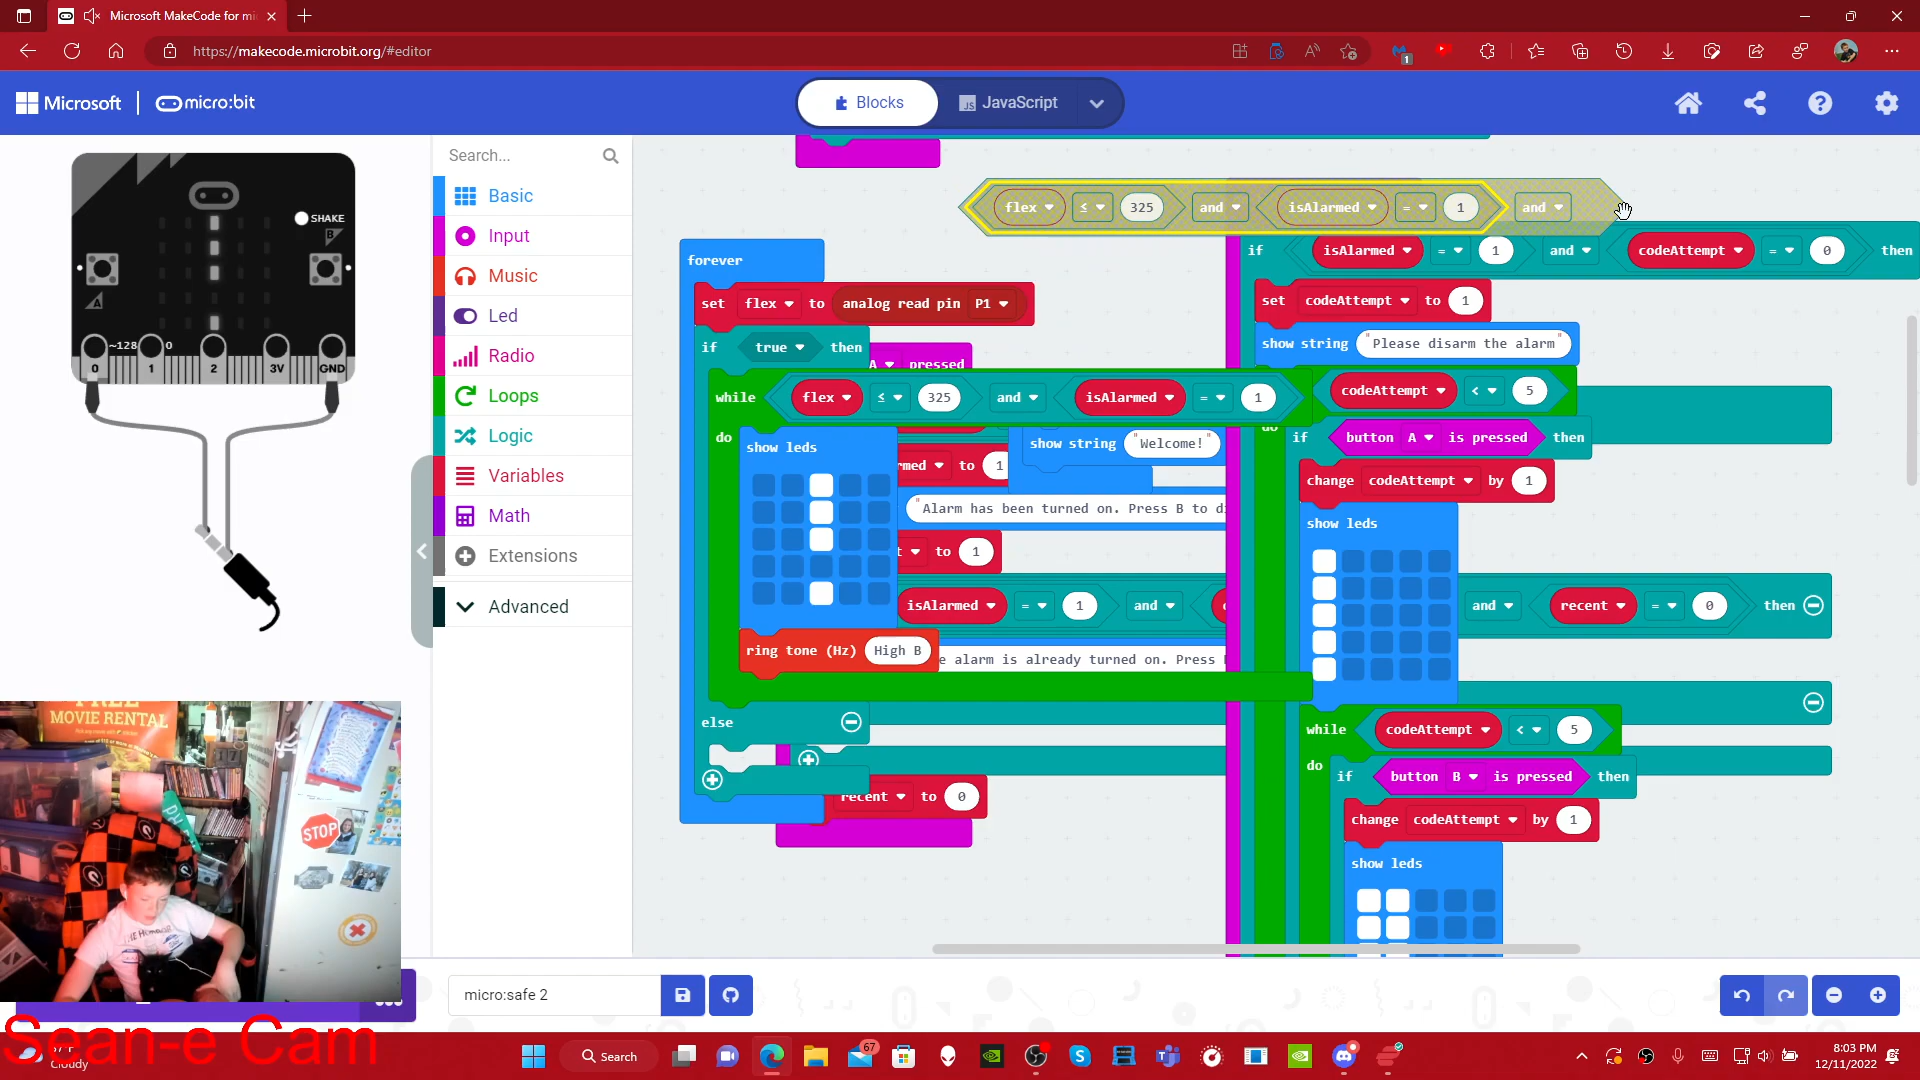 Microsoft MakeCode for mi
https://makecode.microbit.org/#editor
1
Microsoft
micro:bit
Blocks
JavaScript
SHAKE
B
A
~128
0
0
1
2
3V
GND
Search...
Basic
Input
Music
Led
Radio
Loops
Logic
Variables
Math
Extensions
Advanced
flex ≤ 325 and isAlarmed = 1 and
forever
set flex to analog read pin P1
if true then
A pressed
while flex ≤ 325 and isAlarmed = 1
do
show leds
show string "Welcome!"
rmed to 1
"Alarm has been turned on. Press B to di
t to 1
isAlarmed = 1 and
ring tone (Hz) High B
e alarm is already turned on. Press
else
recent to 0
if isAlarmed = 1 and codeAttempt = 0 then
set codeAttempt to 1
show string "Please disarm the alarm"
codeAttempt < 5
do
if button A is pressed then
change codeAttempt by 1
show leds
and recent = 0 then
while codeAttempt < 5
do
if button B is pressed then
change codeAttempt by 1
show leds
FREE
MOVIE RENTAL
STOP
micro:safe 2
Sean-e Cam
Cloudy
Search
67
8:03 PM
12/11/2022